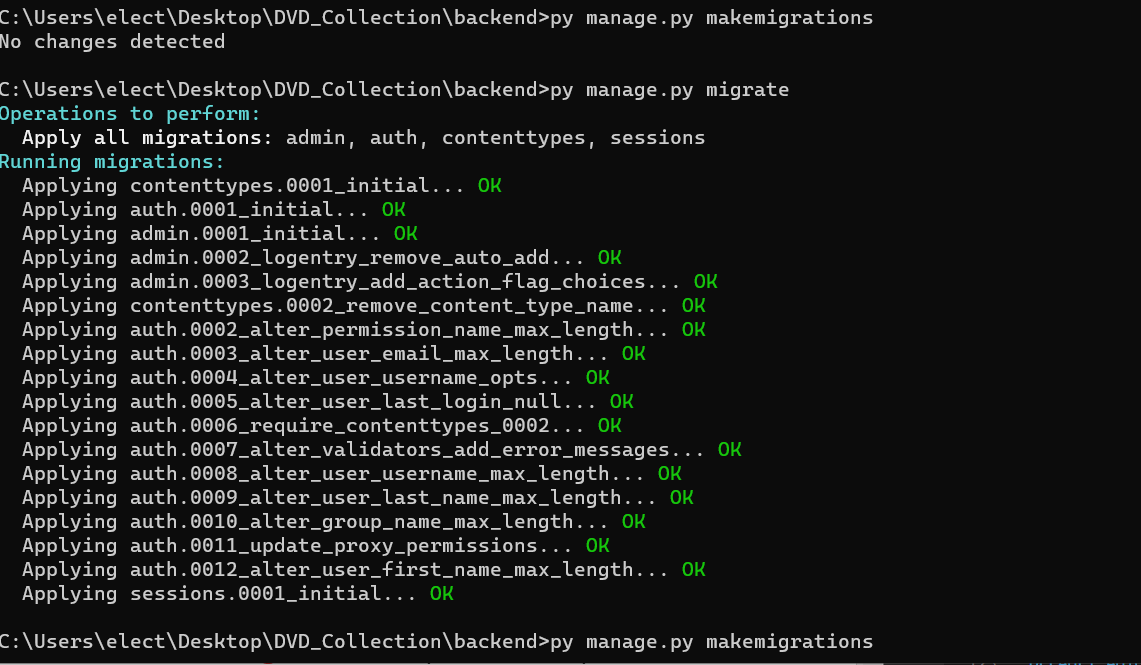 C:\Users\elect\Desktop\DVD_Collection\backend>py manage.py makemigrations
No changes detected
C:\Users\elect\Desktop\DVD_Collection\backend>py manage.py migrate
Operations to perform:
  Apply all migrations: admin, auth, contenttypes, sessions
Running migrations:
  Applying contenttypes.0001_initial... OK
  Applying auth.0001_initial... OK
  Applying admin.0001_initial... OK
  Applying admin.0002_logentry_remove_auto_add... OK
  Applying admin.0003_logentry_add_action_flag_choices... OK
  Applying contenttypes.0002_remove_content_type_name... OK
  Applying auth.0002_alter_permission_name_max_length... OK
  Applying auth.0003_alter_user_email_max_length... OK
  Applying auth.0004_alter_user_username_opts... OK
  Applying auth.0005_alter_user_last_login_null... OK
  Applying auth.0006_require_contenttypes_0002... OK
  Applying auth.0007_alter_validators_add_error_messages... OK
  Applying auth.0008_alter_user_username_max_length... OK
  Applying auth.0009_alter_user_last_name_max_length... OK
  Applying auth.0010_alter_group_name_max_length... OK
  Applying auth.0011_update_proxy_permissions... OK
  Applying auth.0012_alter_user_first_name_max_length... OK
  Applying sessions.0001_initial... OK
C:\Users\elect\Desktop\DVD_Collection\backend>py manage.py makemigrations